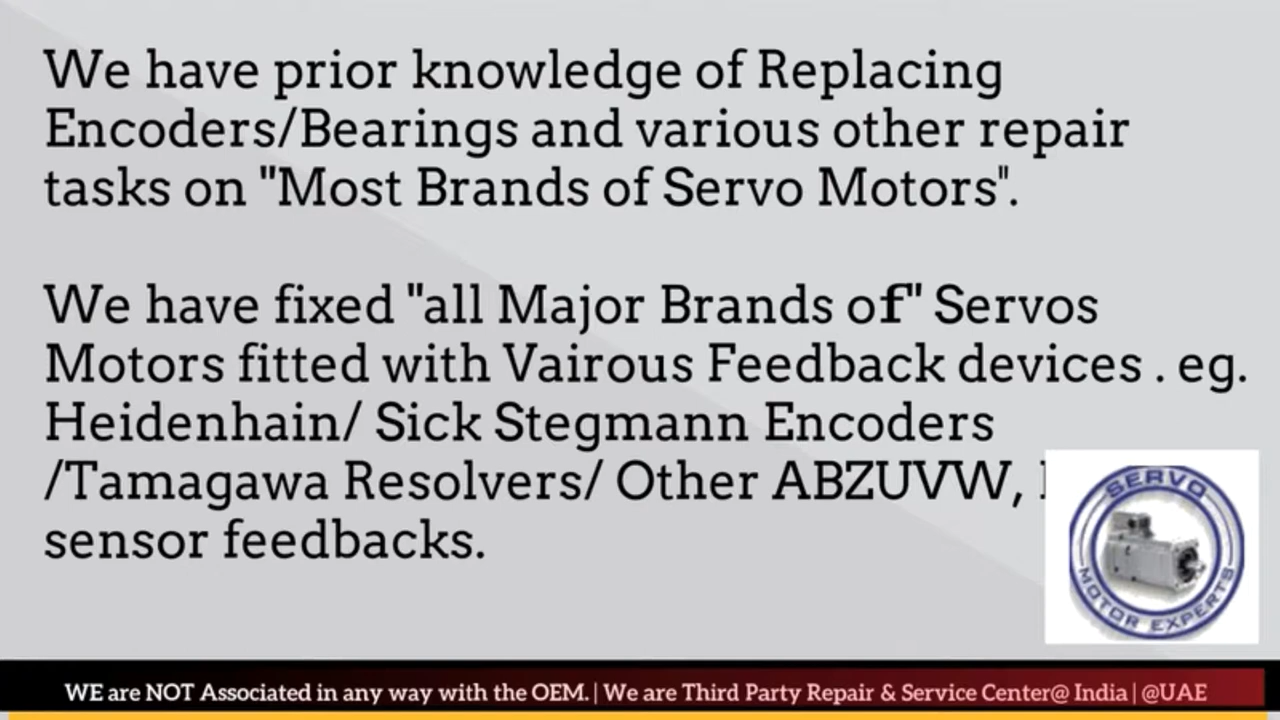 We have prior knowledge of Replacing
Encoders/Bearings and various other repair
tasks on "Most Brands of Servo Motors".
We have fixed "all Major Brands of" Servos
Motors fitted with Vairous Feedback devices . eg.
Heidenhain/ Sick Stegmann Encoders
/Tamagawa Resolvers/ Other ABZUVW,
sensor feedbacks.
SERVO
MOTOR EXPERTS
WE are NOT Associated in any way with the OEM. | We are Third Party Repair & Service Center@ India | @UAE